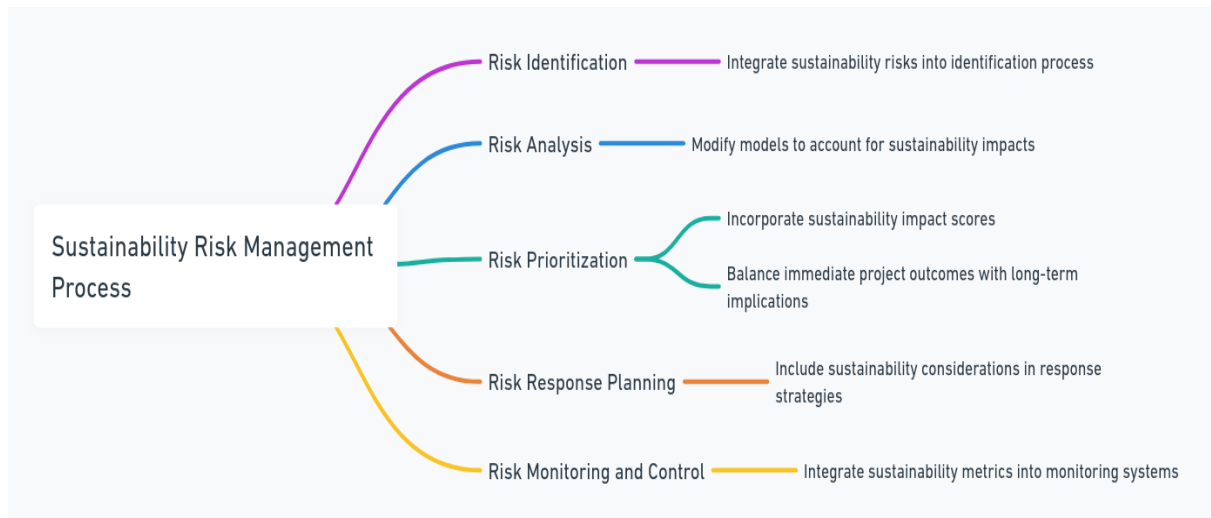 Sustainability Risk Management
Process
Risk Identification
Integrate sustainability risks into identification process
Risk Analysis
Modify models to account for sustainability impacts
Risk Prioritization
Incorporate sustainability impact scores
Balance immediate project outcomes with long-term
implications
Risk Response Planning
Include sustainability considerations in response
strategies
Risk Monitoring and Control
Integrate sustainability metrics into monitoring systems